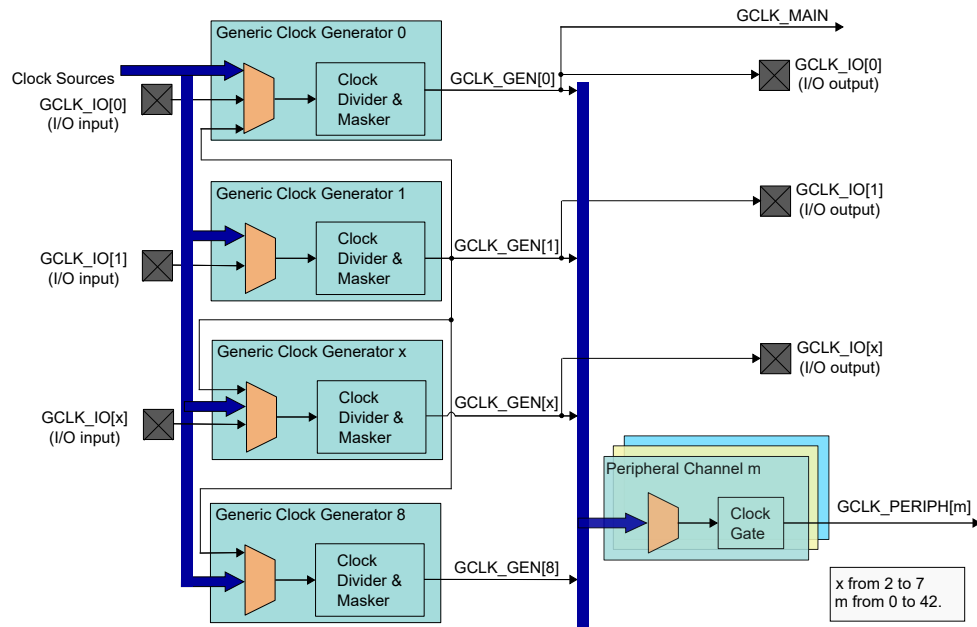 Generic Clock Generator 0
GCLK_MAIN
Clock Sources
GCLK_IO[0]
(I/O input)
Clock
Divider &
Masker
GCLK_GEN[0]
GCLK_IO[0]
(I/O output)
Generic Clock Generator 1
GCLK_IO[1]
(I/O input)
Clock
Divider &
Masker
GCLK_GEN[1]
GCLK_IO[1]
(I/O output)
Generic Clock Generator x
GCLK_IO[x]
(I/O input)
Clock
Divider &
Masker
GCLK_GEN[x]
GCLK_IO[x]
(I/O output)
Generic Clock Generator 8
Clock
Divider &
Masker
GCLK_GEN[8]
Peripheral Channel m
Clock
Gate
GCLK_PERIPH[m]
x from 2 to 7
m from 0 to 42.